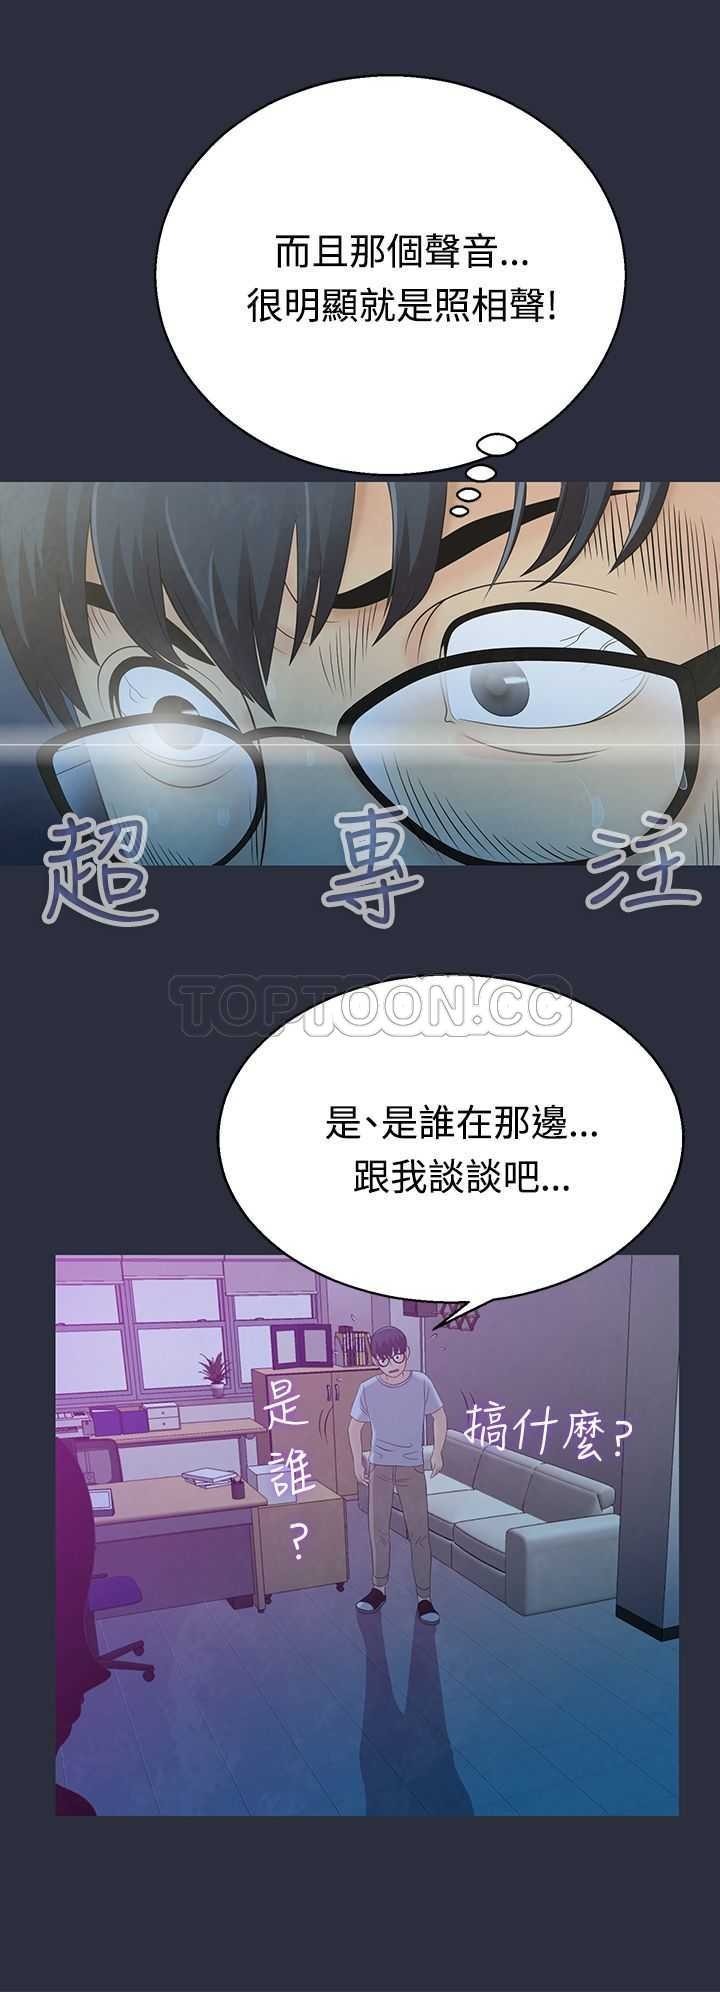 而且那個聲音...
很明顯就是照相聲!
超專注
TOPTOON.CC
是、是誰在那邊...
跟我談談吧...
是誰?
搞什麼?